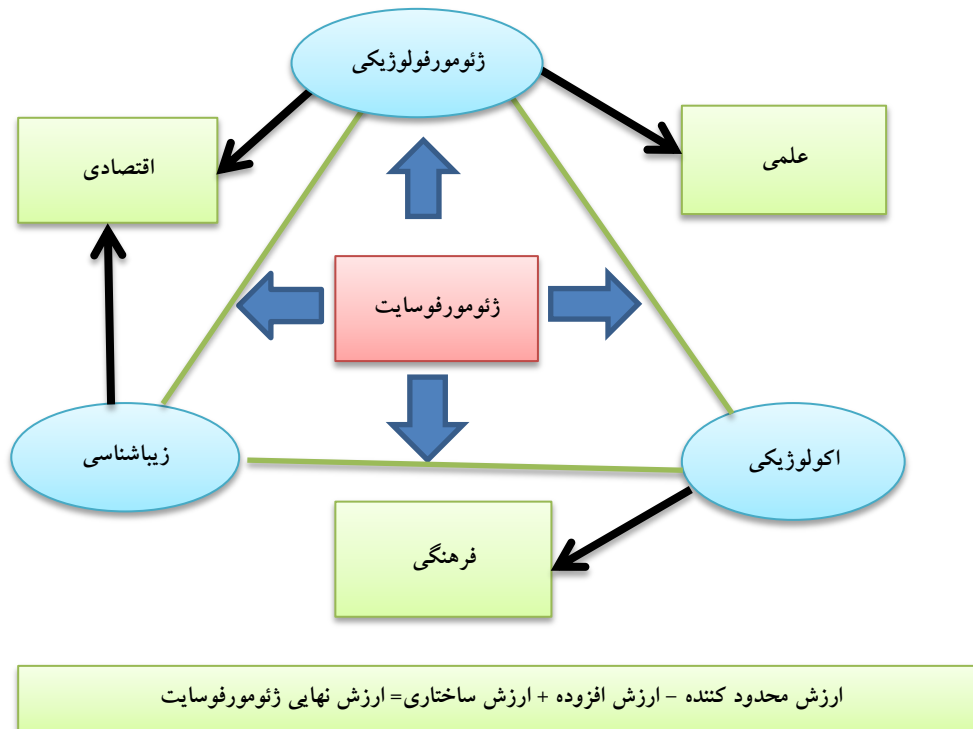 ژئومورفولوژیکی
علمی
اقتصادی
ژئومورفوسایت
اکولوژیکی
زیباشناسی
فرهنگی
ارزش محدود کننده – ارزش افزوده + ارزش ساختاری= ارزش نهایی ژئومورفوسایت